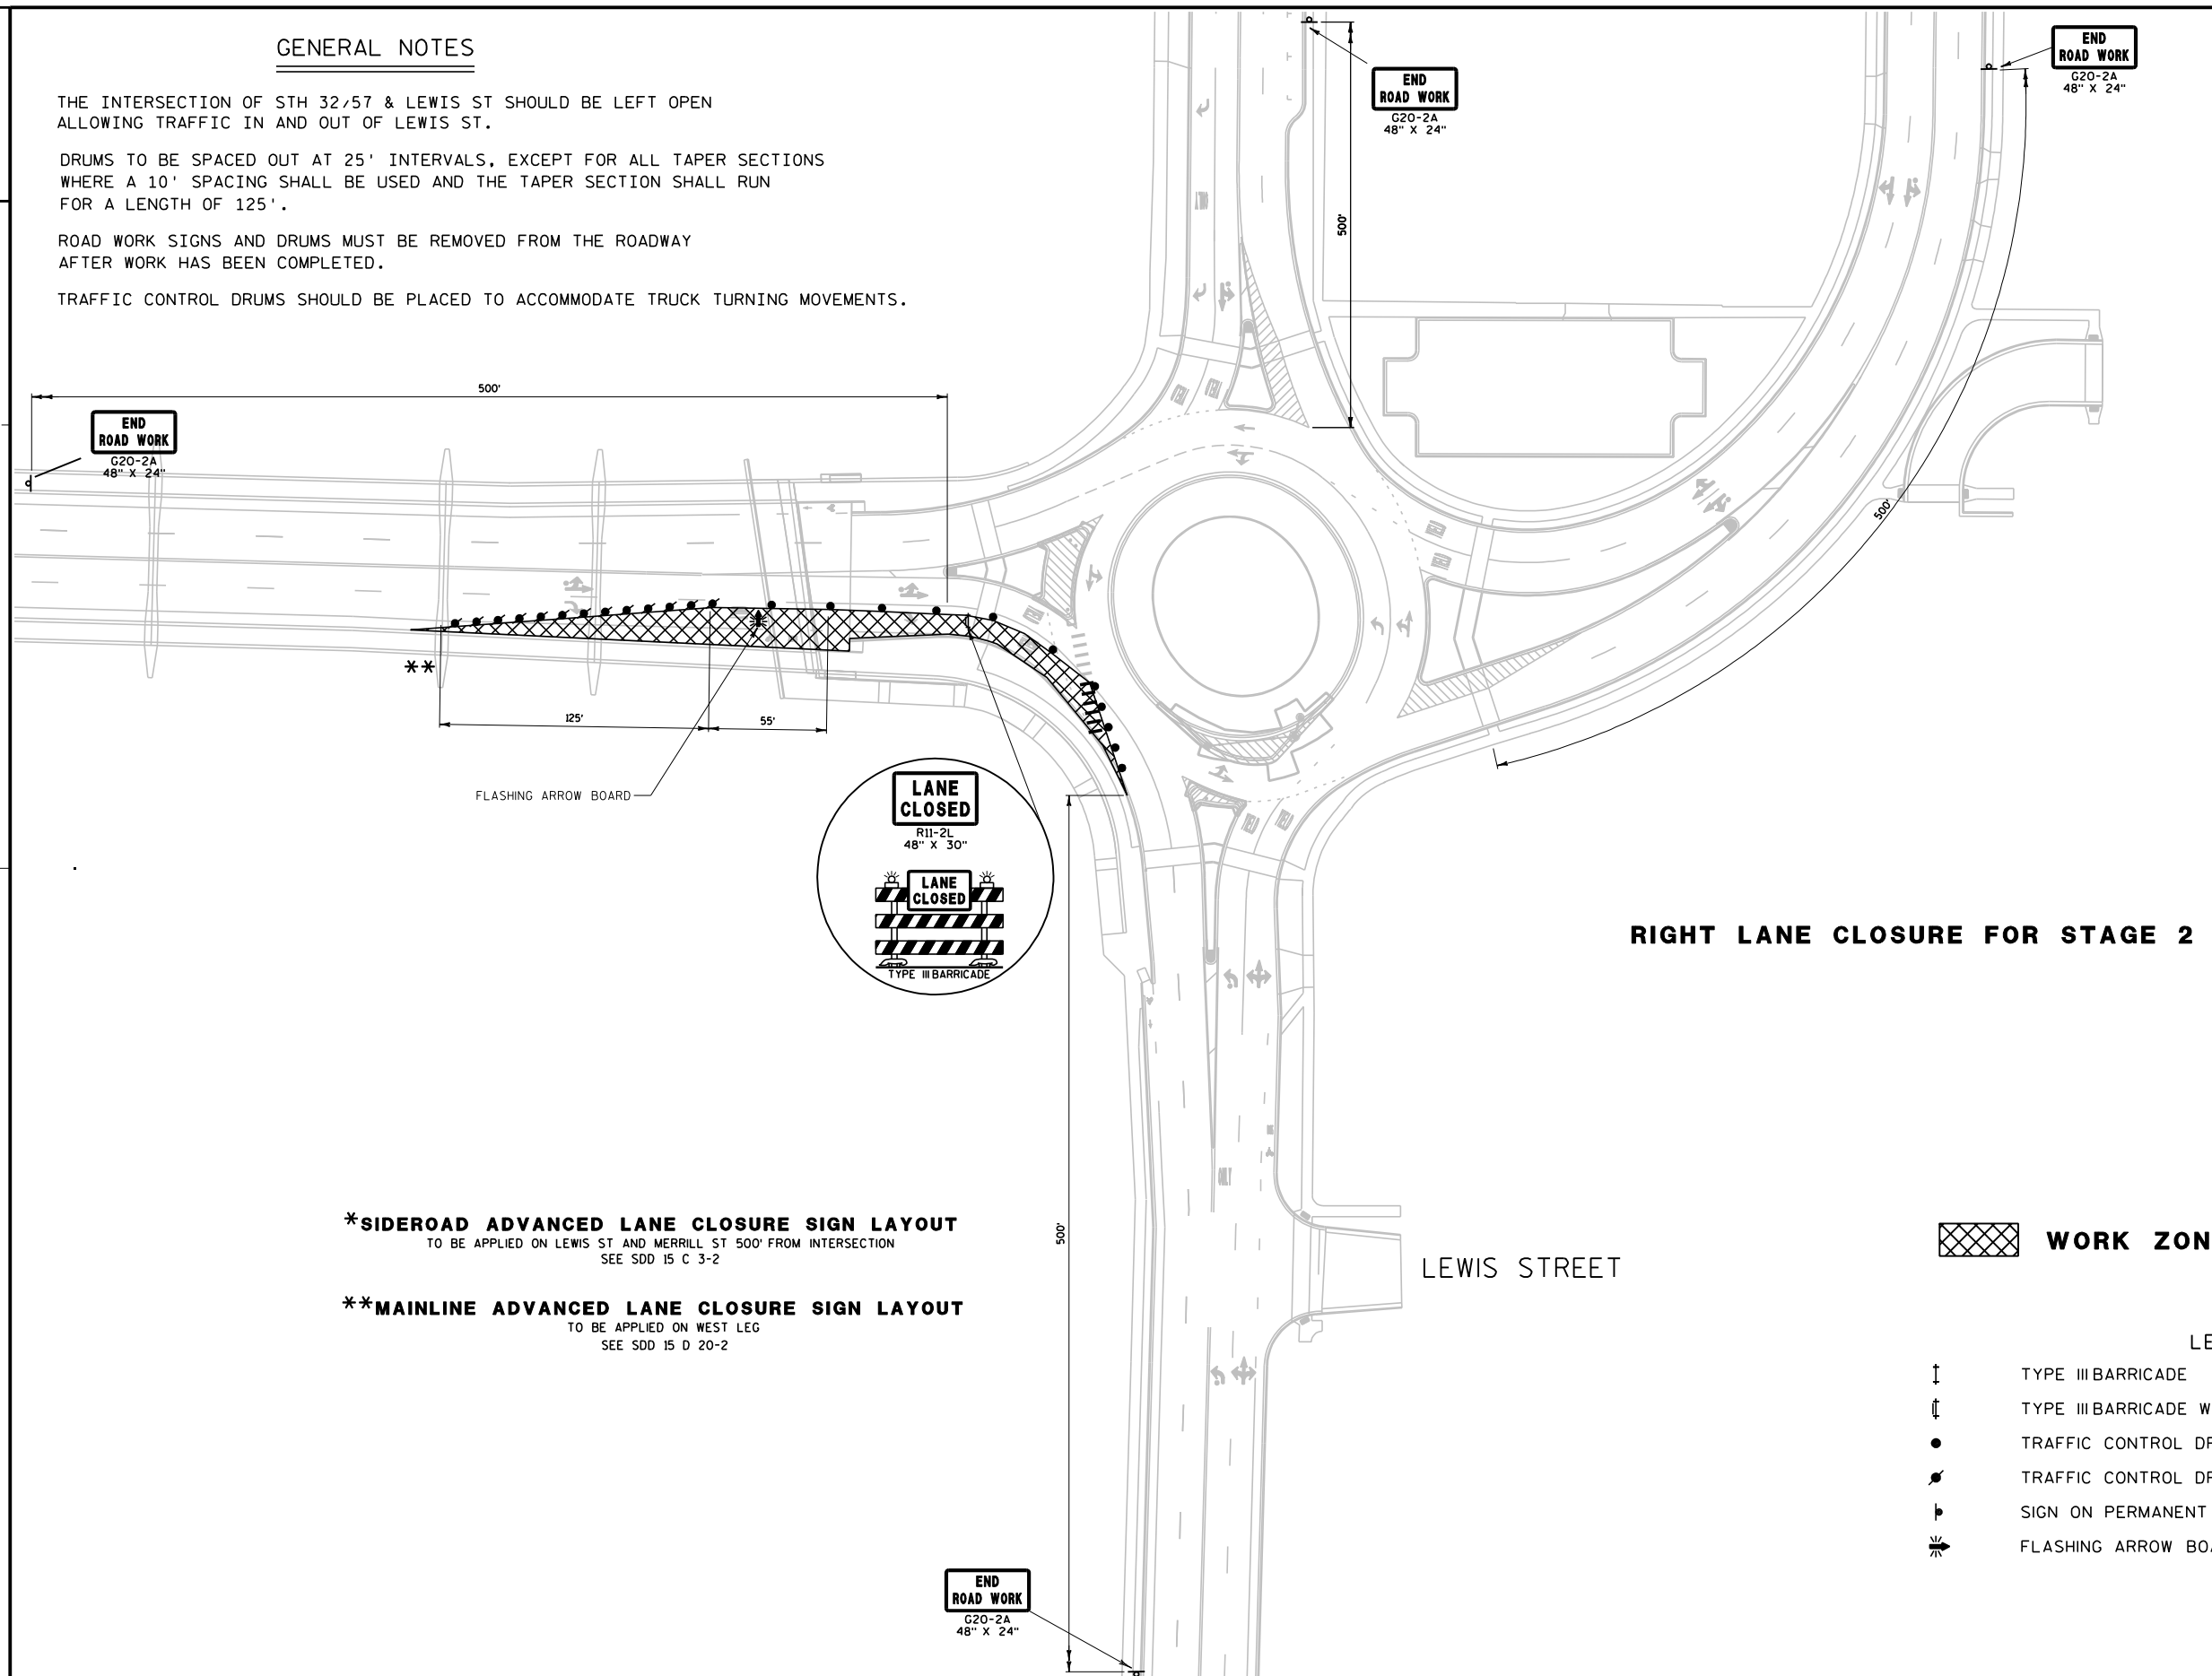 GENERAL NOTES
THE INTERSECTION OF STH 32/57 & LEWIS ST SHOULD BE LEFT OPEN
ALLOWING TRAFFIC IN AND OUT OF LEWIS ST.
DRUMS TO BE SPACED OUT AT 25' INTERVALS, EXCEPT FOR ALL TAPER SECTIONS
WHERE A 10' SPACING SHALL BE USED AND THE TAPER SECTION SHALL RUN
FOR A LENGTH OF 125'.
ROAD WORK SIGNS AND DRUMS MUST BE REMOVED FROM THE ROADWAY
AFTER WORK HAS BEEN COMPLETED.
TRAFFIC CONTROL DRUMS SHOULD BE PLACED TO ACCOMMODATE TRUCK TURNING MOVEMENTS.
END
ROAD WORK
G20-2A
48" X 24"
500'
END
ROAD WORK
G20-2A
48" X 24"
500'
500'
END
ROAD WORK
G20-2A
48" X 24"
**
125'
55'
FLASHING ARROW BOARD
LANE
CLOSED
R11-2L
48" X 30"
LANE
CLOSED
TYPE III BARRICADE
RIGHT LANE CLOSURE FOR STAGE 2
500'
*SIDEROAD ADVANCED LANE CLOSURE SIGN LAYOUT
TO BE APPLIED ON LEWIS ST AND MERRILL ST 500' FROM INTERSECTION
SEE SDD 15 C 3-2
**MAINLINE ADVANCED LANE CLOSURE SIGN LAYOUT
TO BE APPLIED ON WEST LEG
SEE SDD 15 D 20-2
LEWIS STREET
WORK ZON
LE
TYPE III BARRICADE
TYPE III BARRICADE W
TRAFFIC CONTROL DR
TRAFFIC CONTROL DR
SIGN ON PERMANENT
FLASHING ARROW BOA
END
ROAD WORK
G20-2A
48" X 24"